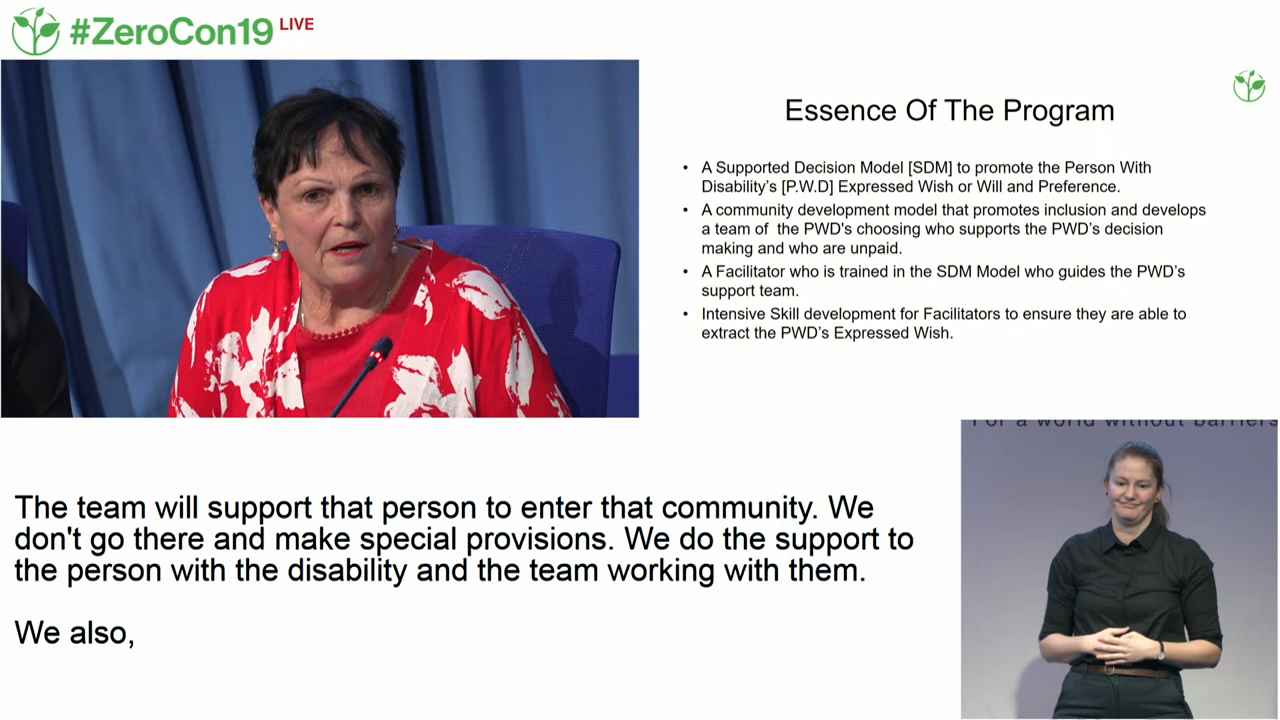 #ZeroCon19 LIVE
Essence Of The Program
• A Supported Decision Model [SDM] to promote the Person With
Disability's [P.W.D] Expressed Wish or Will and Preference.
• A community development model that promotes inclusion and develops
a team of the PWD's choosing who supports the PWD's decision
making and who are unpaid.
• A Facilitator who is trained in the SDM Model who guides the PWD's
support team.
• Intensive Skill development for Facilitators to ensure they are able to
extract the PWD's Expressed Wish.
For a world without barriers
The team will support that person to enter that community. We
don't go there and make special provisions. We do the support to
the person with the disability and the team working with them.
We also,